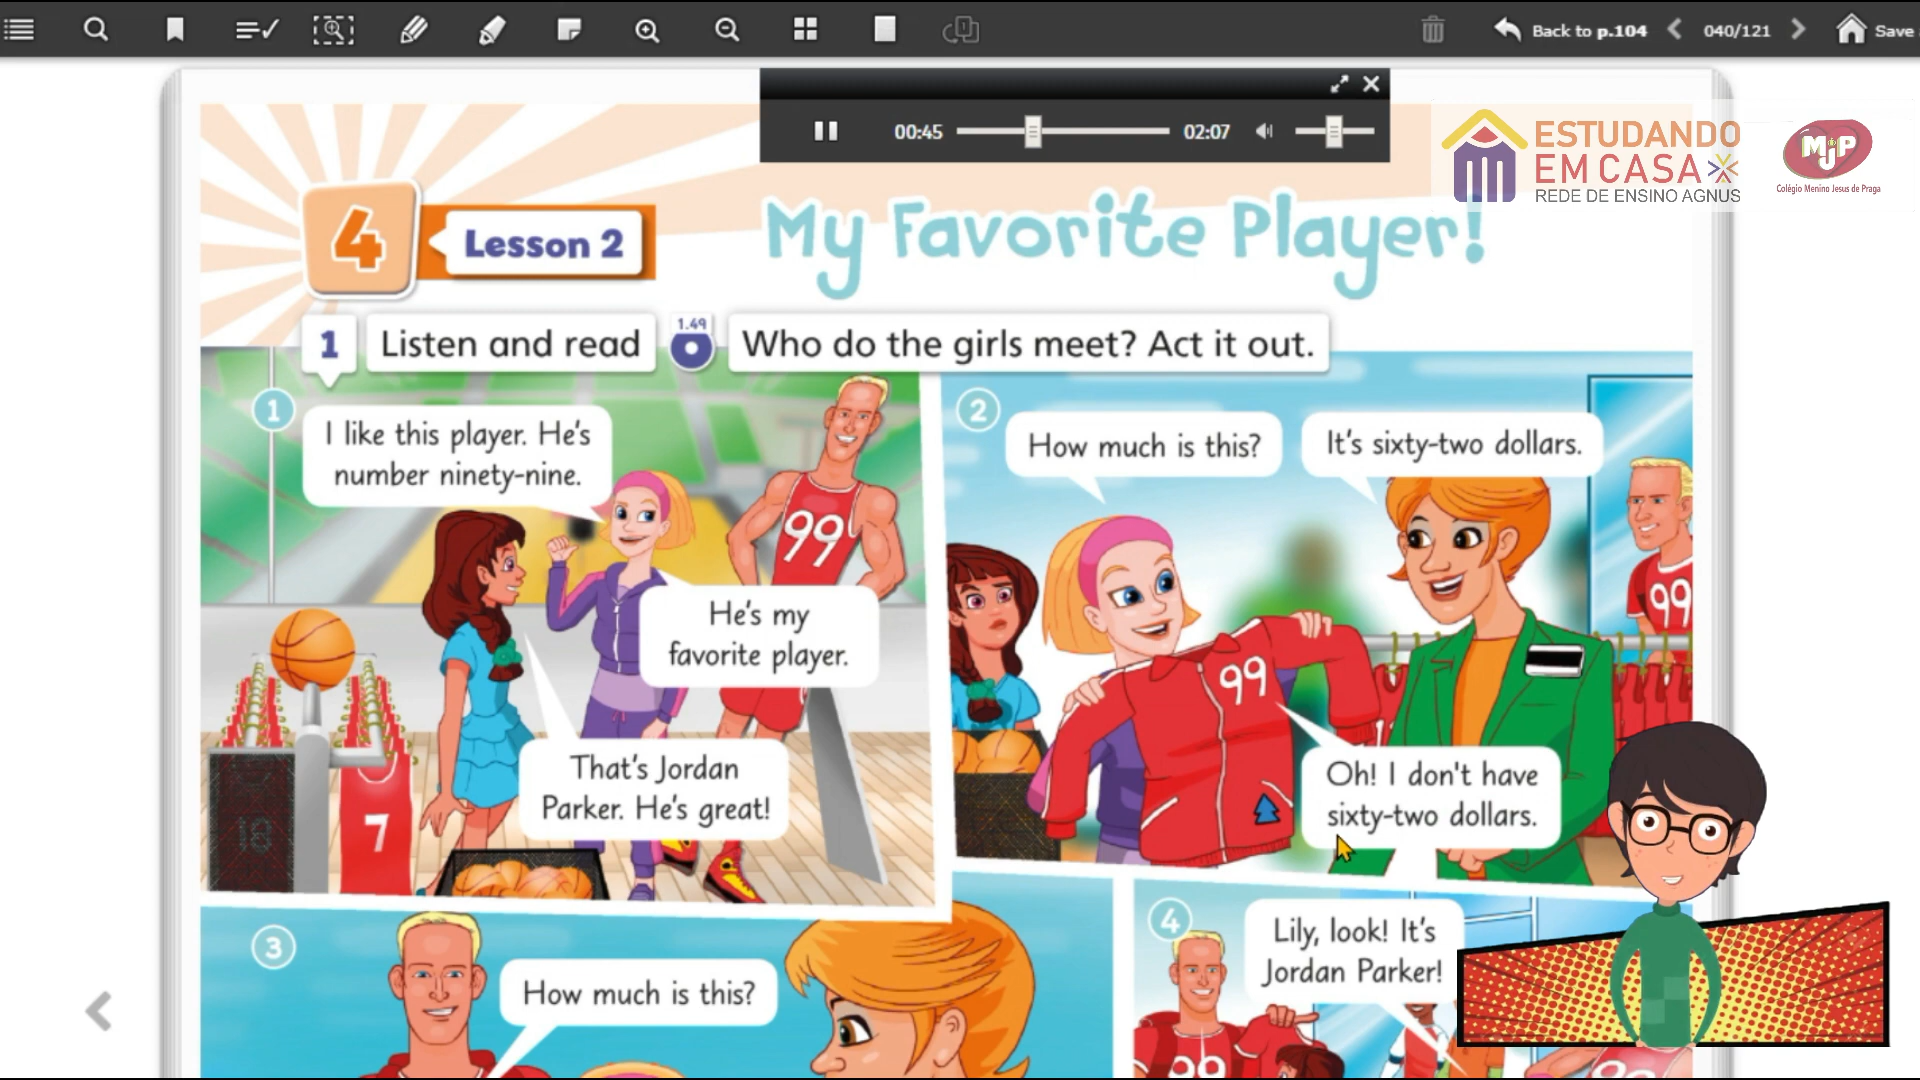 Back to p.104
040/121
Save
00:45
02:07
ESTUDANDO
EM CASA
REDE DE ENSINO AGNUS
MJP
Colégio Menino Jesus de Praga
4
Lesson 2
My Favorite Player!
1
Listen and read
1.49
Who do the girls meet? Act it out.
1
I like this player. He's
number ninety-nine.
99
He's my
favorite player.
That's Jordan
Parker. He's great!
18
7
2
How much is this?
It's sixty-two dollars.
99
99
Oh! I don't have
sixty-two dollars.
3
How much is this?
4
Lily, look! It's
Jordan Parker!
99
99